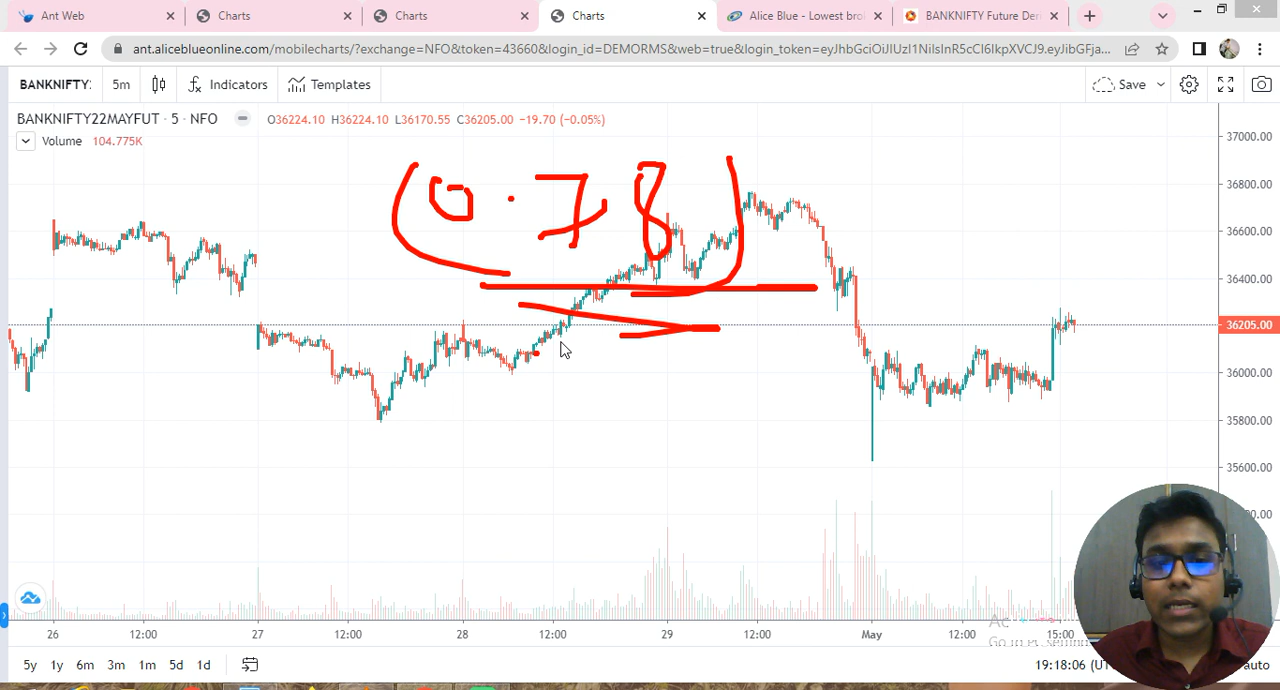 Ant Web
Charts
Charts
Charts
Alice Blue - Lowest bro
BANKNIFTY Future Deri
ant.aliceblueonline.com/mobilecharts/?exchange=NFO&token=43660&login_id=DEMORMS&web=true&login_token=eyJhbGciOiJIUzI1NiIsInR5cCI6IkpXVCJ9.eyJibGFja...
BANKNIFTY:
5m
Indicators
Templates
Save
BANKNIFTY22MAYFUT · 5 · NFO
O36224.10 H36224.10 L36170.55 C36205.00 −19.70 (−0.05%)
Volume 104.775K
(0.78)
37000.00
36800.00
36600.00
36400.00
36205.00
36000.00
35800.00
35600.00
26 12:00 27 12:00 28 12:00 29 12:00 May 12:00 15:00
5y 1y 6m 3m 1m 5d 1d
19:18:06
auto